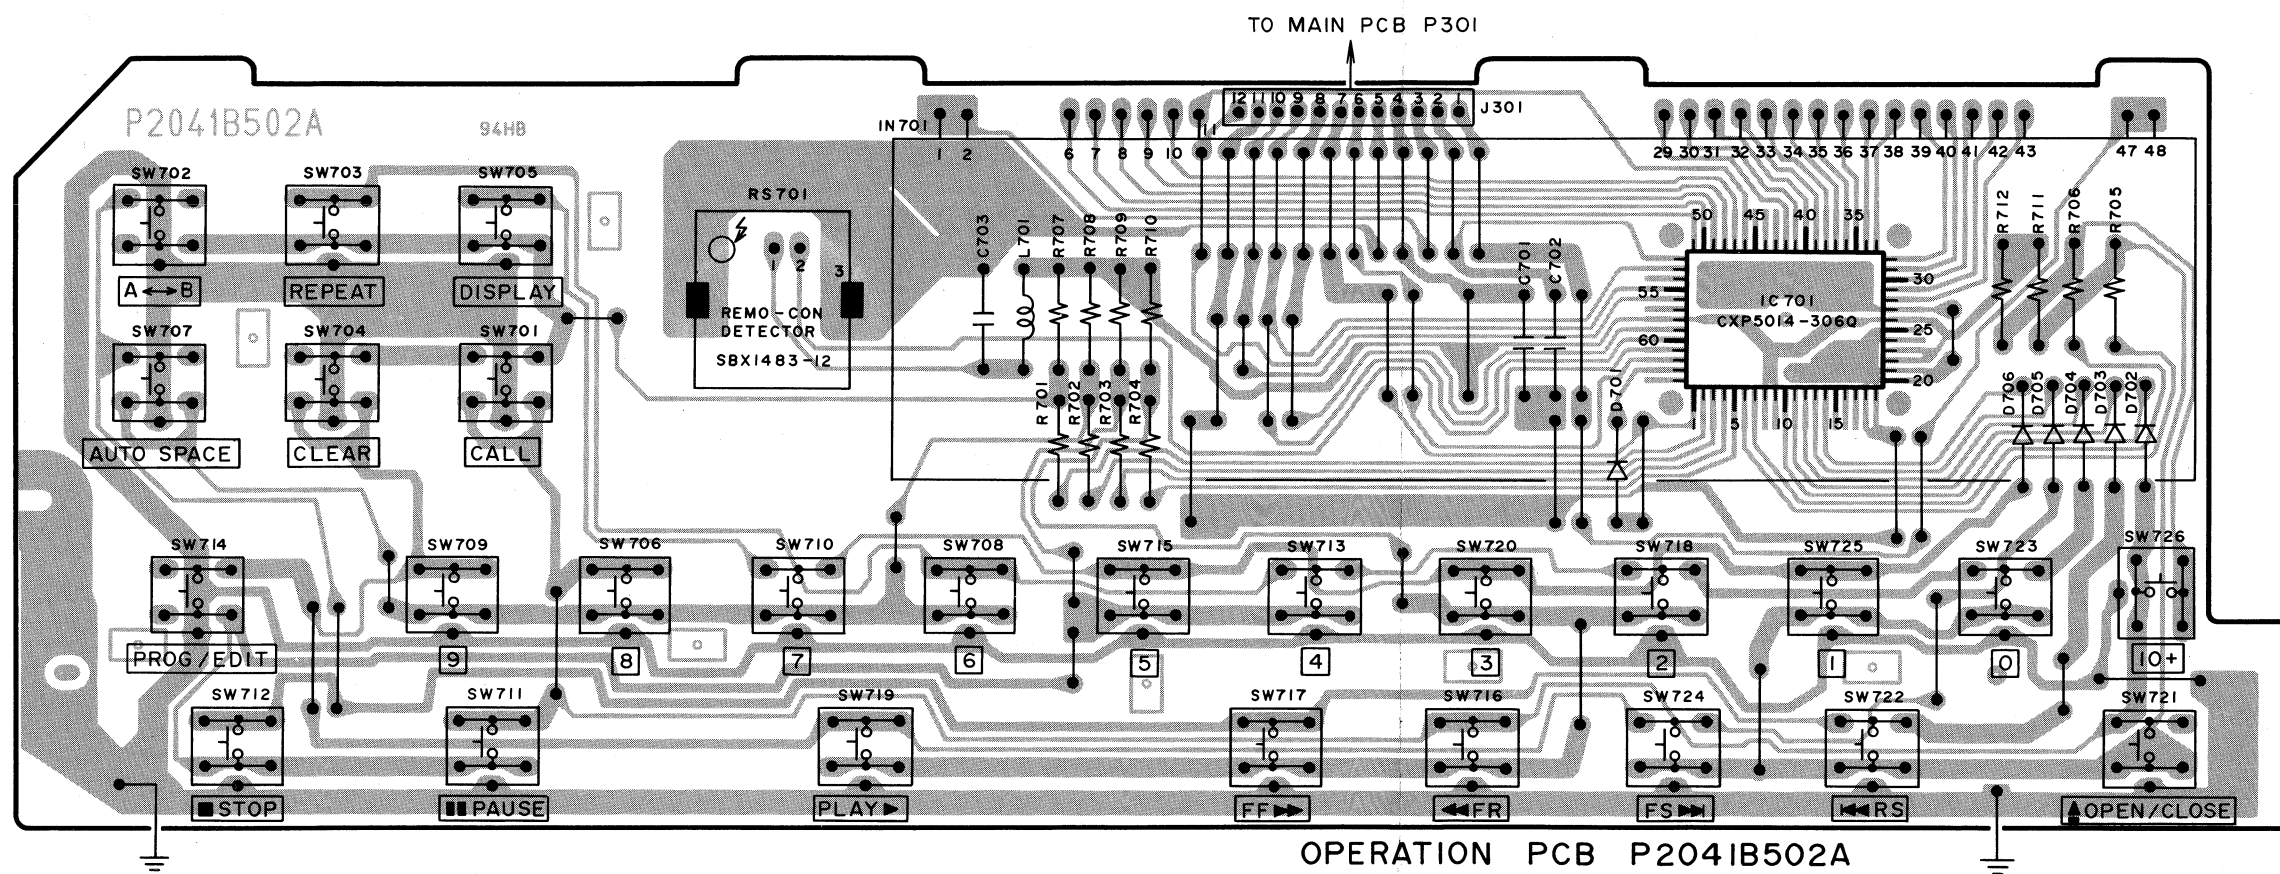 TO MAIN PCB P301
P2041B502A
94HB
IN701
12 11 10 9 8 7 6 5 4 3 2 1
J301
1 2
6 7 8 9 10 11
29 30 31 32 33 34 35 36 37 38 39 40 41 42 43
47 48
SW702
SW703
SW705
RS701
1
2
3
REMO-CON
DETECTOR
SBX1483-12
C703
L701
R707
R708
R709
R710
C701
C702
50 45 40 35
55
60
30
25
20
1 5 10 15
IC701
CXP5014-306Q
R712
R711
R706
R705
A↔B
REPEAT
DISPLAY
SW707
SW704
SW701
R701
R702
R703
R704
D701
D706
D705
D704
D703
D702
AUTO SPACE
CLEAR
CALL
SW714
SW709
SW706
SW710
SW708
SW715
SW713
SW720
SW718
SW725
SW723
SW726
PROG/EDIT
9
8
7
6
5
4
3
2
1
0
10+
SW712
SW711
SW719
SW717
SW716
SW724
SW722
SW721
■STOP
▮▮PAUSE
PLAY▶
FF▶▶
◀◀FR
FS▶▶|
|◀◀RS
▲OPEN/CLOSE
OPERATION PCB P2041B502A